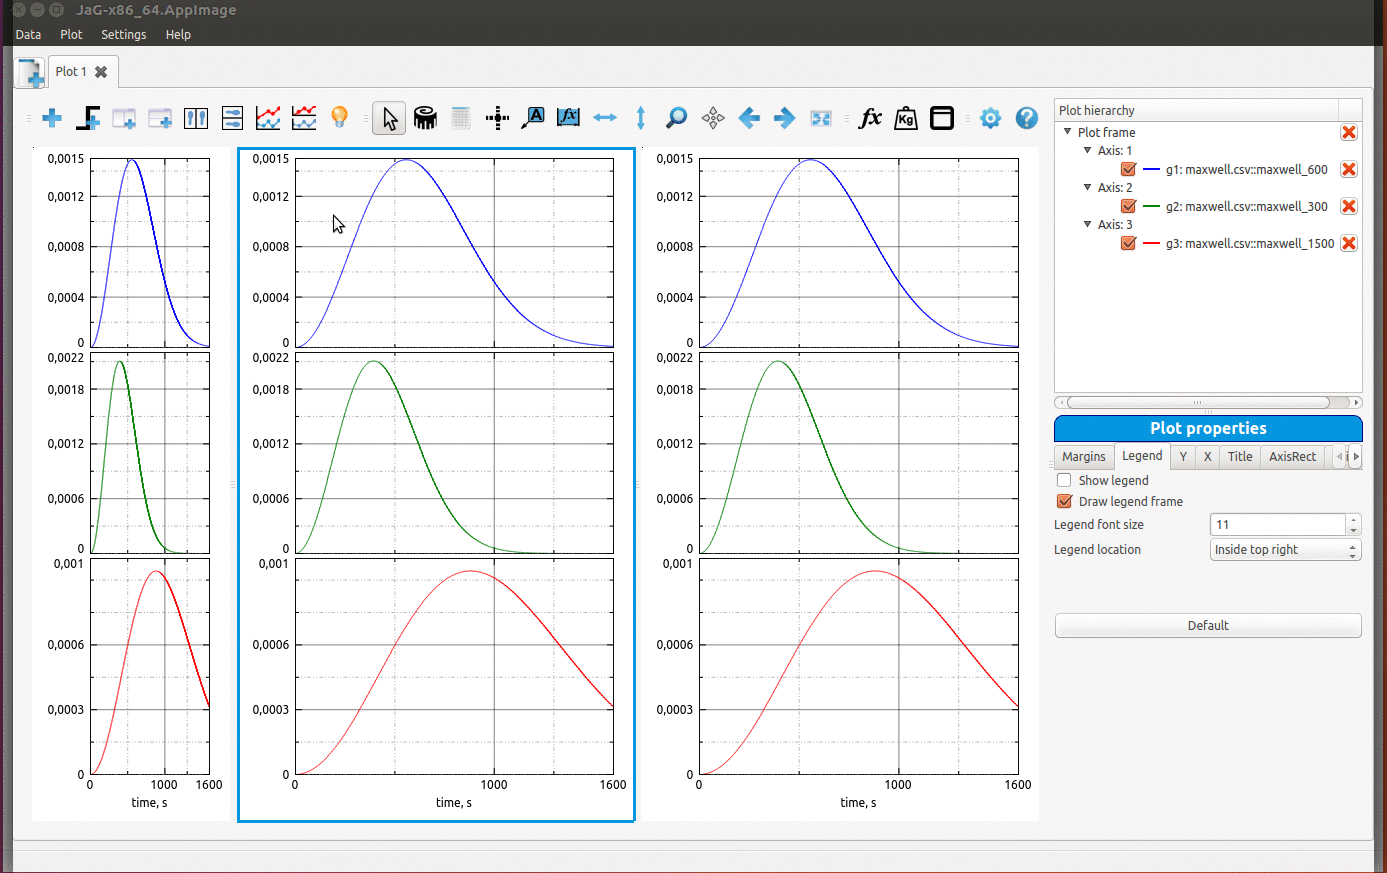 JaG-x86_64.AppImage
Data Plot Settings Help
Plot 1
A fx
fx Kg ?
0,0015
0,0012
0,0008
0,0004
0
0,0022
0,0018
0,0012
0,0006
0
0,001
0,0006
0,0003
0
0 1000 1600
time, s
0,0015
0,0012
0,0008
0,0004
0
0,0022
0,0018
0,0012
0,0006
0
0,001
0,0006
0,0003
0
0 1000 1600
time, s
0,0015
0,0012
0,0008
0,0004
0
0,0022
0,0018
0,0012
0,0006
0
0,001
0,0006
0,0003
0
0 1000 1600
time, s
Plot hierarchy
Plot frame
Axis: 1
g1: maxwell.csv::maxwell_600
Axis: 2
g2: maxwell.csv::maxwell_300
Axis: 3
g3: maxwell.csv::maxwell_1500
Plot properties
Margins Legend Y X Title AxisRect
Show legend
Draw legend frame
Legend font size 11
Legend location Inside top right
Default